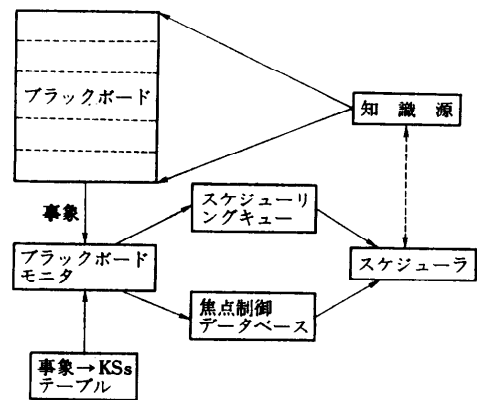 ブラックボード
知 識 源
事象
スケジューリ
ングキュー
ブラックボード
モニタ
スケジューラ
焦点制御
データベース
事象→KSs
テーブル